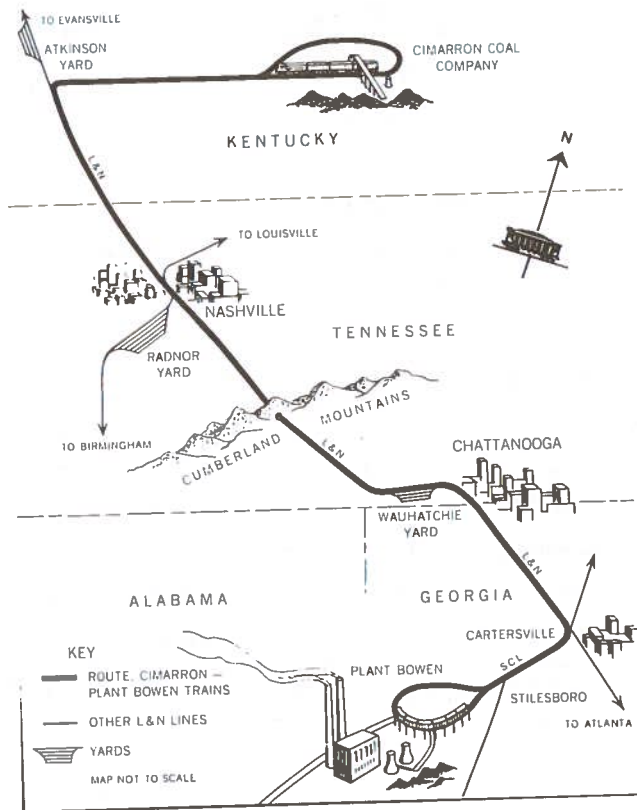 TO EVANSVILLE
ATKINSON
YARD
CIMARRON COAL
COMPANY
KENTUCKY
L&N
N
TO LOUISVILLE
NASHVILLE
TENNESSEE
RADNOR
YARD
TO BIRMINGHAM
CUMBERLAND MOUNTAINS
L&N
CHATTANOOGA
WAUHATCHIE
YARD
L&N
ALABAMA
GEORGIA
CARTERSVILLE
SCL
STILESBORO
TO ATLANTA
PLANT BOWEN
KEY
ROUTE, CIMARRON –
PLANT BOWEN TRAINS
OTHER L&N LINES
YARDS
MAP NOT TO SCALE